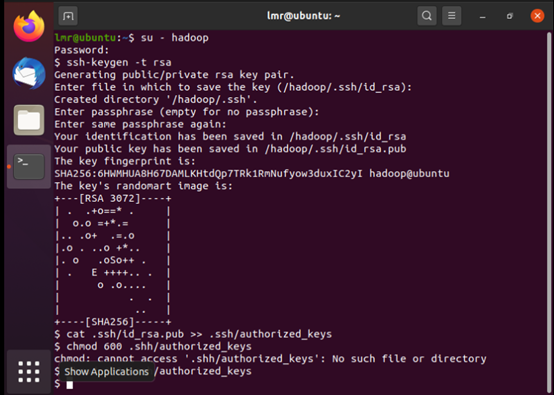 lmr@ubuntu: ~
lmr@ubuntu:~$ su - hadoop
Password:
$ ssh-keygen -t rsa
Generating public/private rsa key pair.
Enter file in which to save the key (/hadoop/.ssh/id_rsa):
Created directory '/hadoop/.ssh'.
Enter passphrase (empty for no passphrase):
Enter same passphrase again:
Your identification has been saved in /hadoop/.ssh/id_rsa
Your public key has been saved in /hadoop/.ssh/id_rsa.pub
The key fingerprint is:
SHA256:6HWMHUA8H67DAMLKHtdQp7TRk1RmNufyow3duxIC2yI hadoop@ubuntu
The key's randomart image is:
+---[RSA 3072]----+
| .  .+o==* .     |
|  o.o =+*.=      |
|.. .o+  .=.o     |
|.o . ..o +*..    |
|. o   .oSo++ .   |
| .   E ++++.. .  |
|      o .o....   |
|           .  .  |
|            ..   |
+----[SHA256]-----+
$ cat .ssh/id_rsa.pub >> .ssh/authorized_keys
$ chmod 600 .shh/authorized_keys
chmod: cannot access '.shh/authorized_keys': No such file or directory
$ Show Applications h/authorized_keys
$